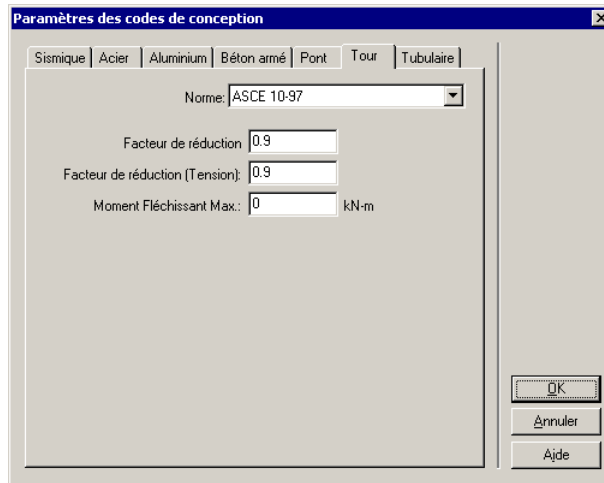 Paramètres des codes de conception
Sismique Acier Aluminium Béton armé Pont Tour Tubulaire
Norme: ASCE 10-97
Facteur de réduction 0.9
Facteur de réduction (Tension): 0.9
Moment Fléchissant Max.: 0 kN-m
OK
Annuler
Aide